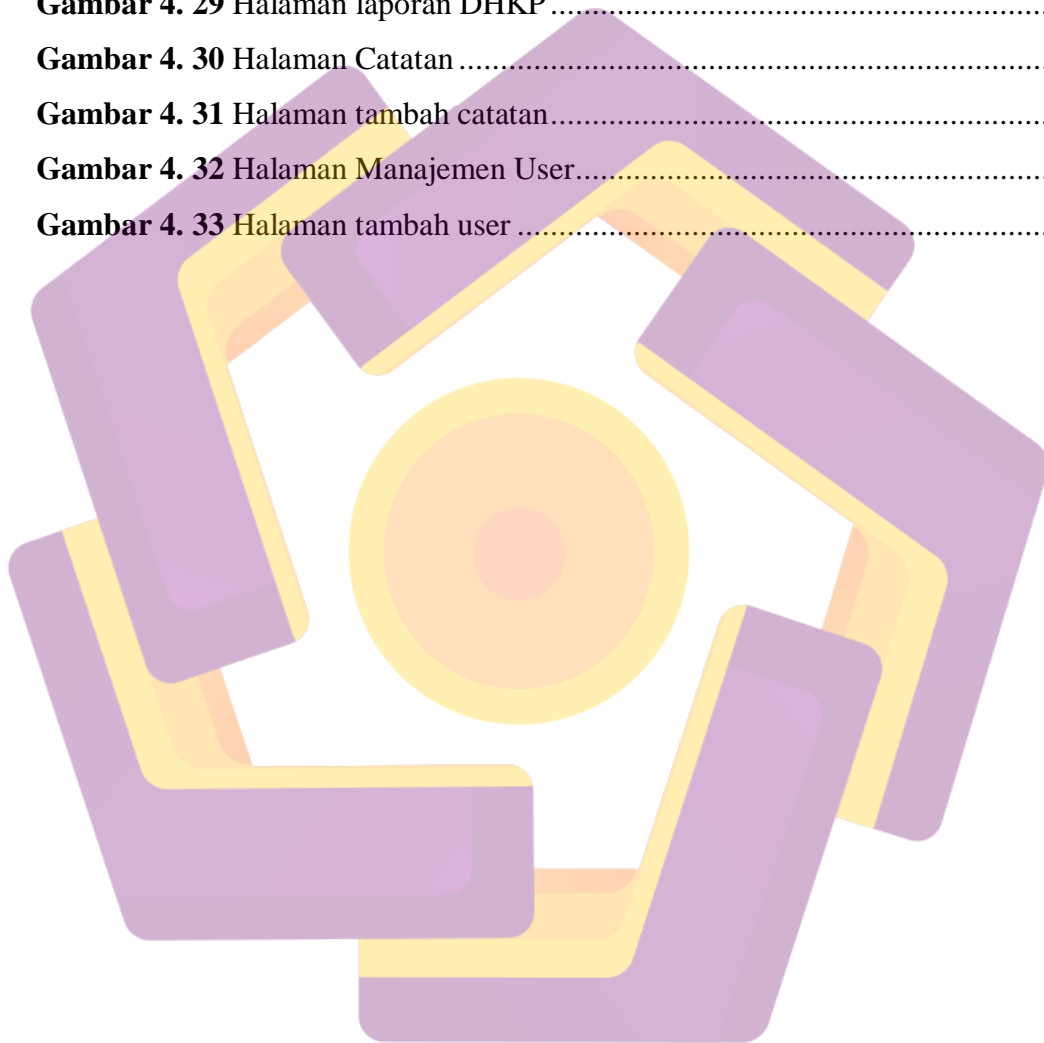 Gambar 4. 29 Halaman laporan DHKP........................................................................
Gambar 4. 30 Halaman Catatan....................................................................................
Gambar 4. 31 Halaman tambah catatan........................................................................
Gambar 4. 32 Halaman Manajemen User.....................................................................
Gambar 4. 33 Halaman tambah user.............................................................................